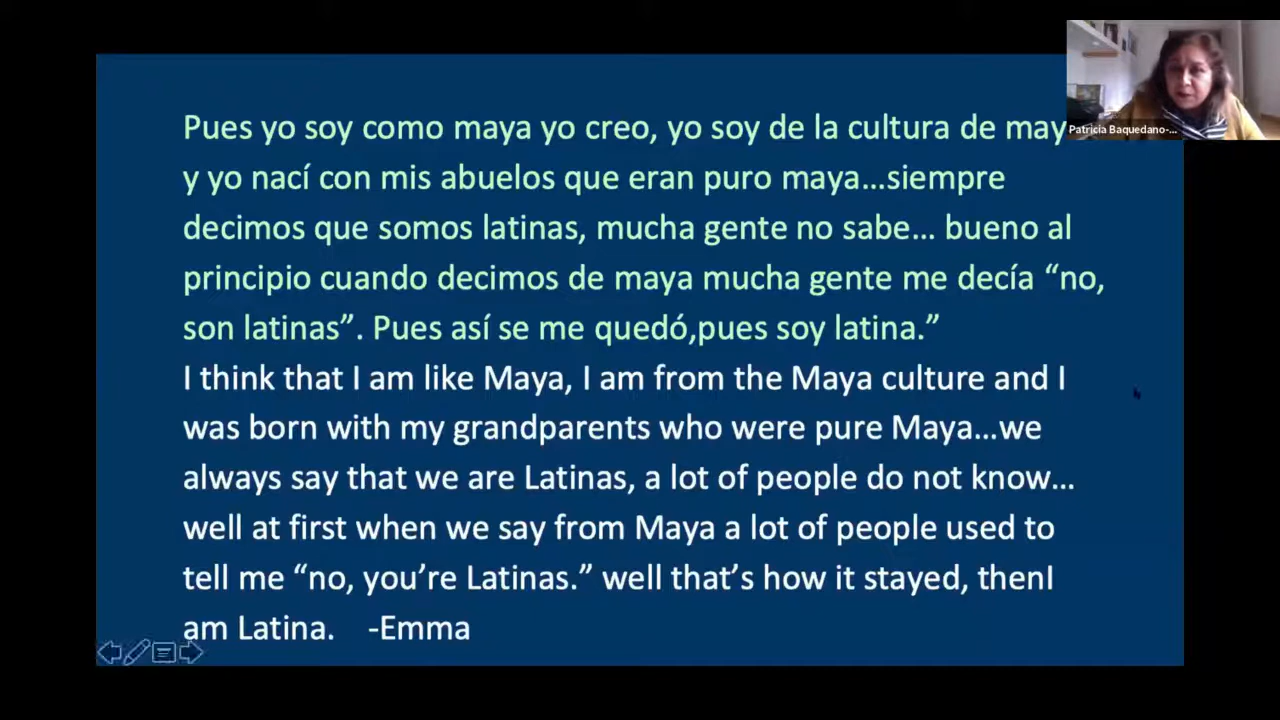 Patricia Baquedano-...
Pues yo soy como maya yo creo, yo soy de la cultura de may
y yo nací con mis abuelos que eran puro maya...siempre
decimos que somos latinas, mucha gente no sabe... bueno al
principio cuando decimos de maya mucha gente me decía “no,
son latinas”. Pues así se me quedó,pues soy latina.”
I think that I am like Maya, I am from the Maya culture and I
was born with my grandparents who were pure Maya...we
always say that we are Latinas, a lot of people do not know...
well at first when we say from Maya a lot of people used to
tell me “no, you’re Latinas.” well that’s how it stayed, thenI
am Latina. -Emma